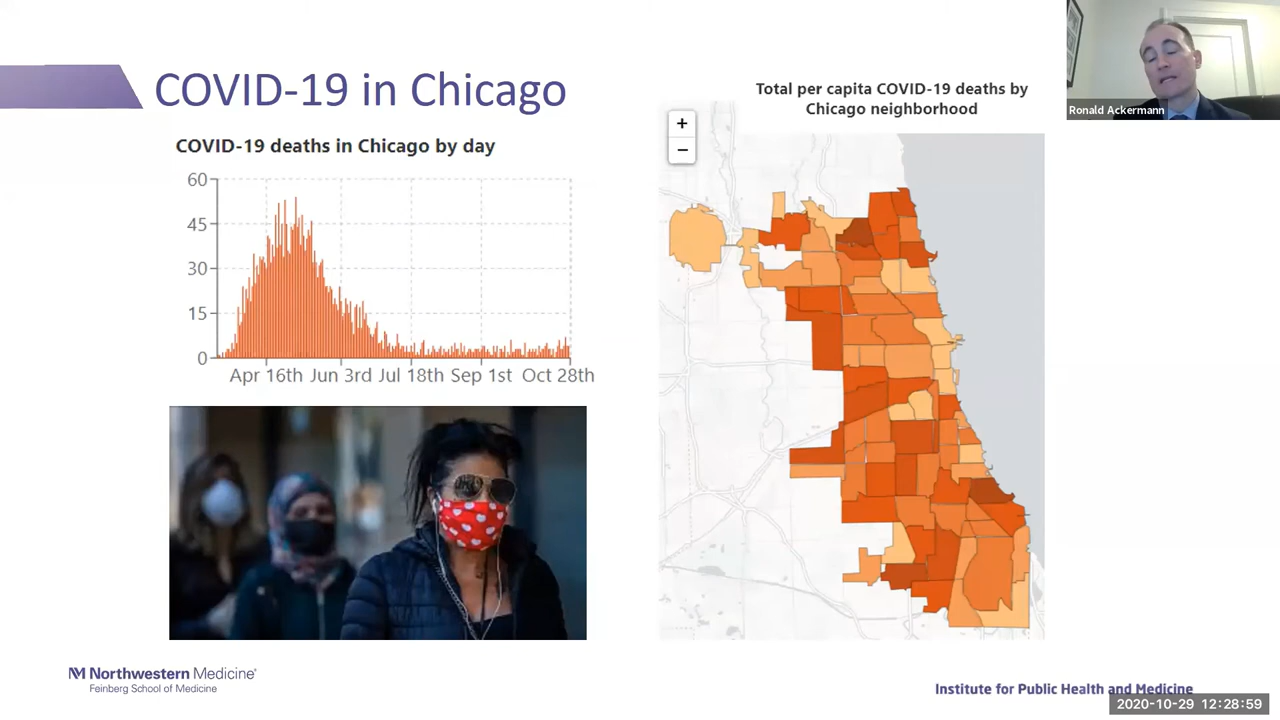 COVID-19 in Chicago
COVID-19 deaths in Chicago by day
60
45
30
15
0
Apr 16th Jun 3rd Jul 18th Sep 1st Oct 28th
Total per capita COVID-19 deaths by
Chicago neighborhood
+
−
Ronald Ackermann
Northwestern Medicine®
Feinberg School of Medicine
Institute for Public Health and Medicine
2020-10-29 12:28:59